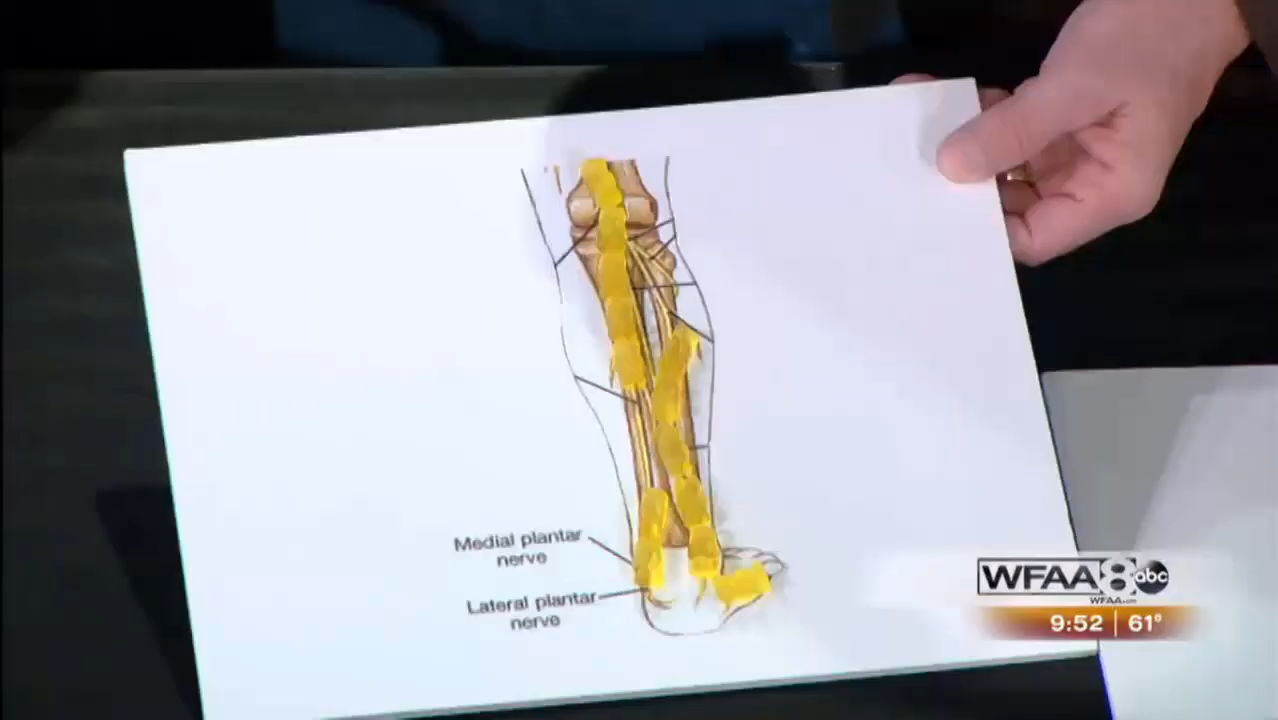 Medial plantar
nerve
Lateral plantar
nerve
WFAA 8 abc
WFAA.com
9:52 61°